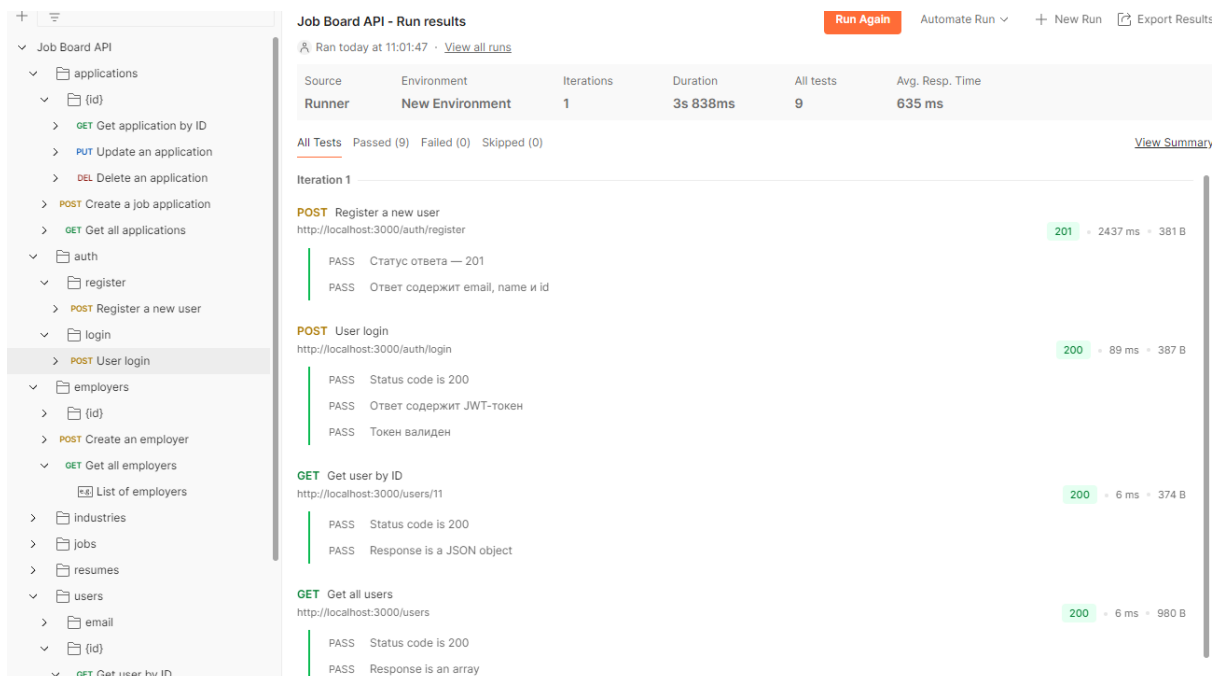 Job Board API
applications
{id}
GET Get application by ID
PUT Update an application
DEL Delete an application
POST Create a job application
GET Get all applications
auth
register
POST Register a new user
login
POST User login
employers
{id}
POST Create an employer
GET Get all employers
e.g. List of employers
industries
jobs
resumes
users
email
{id}
GET Get user by ID
Job Board API - Run results
Run Again
Automate Run
New Run
Export Results
Ran today at 11:01:47 · View all runs
Source Environment Iterations Duration All tests Avg. Resp. Time
Runner New Environment 1 3s 838ms 9 635 ms
All Tests Passed (9) Failed (0) Skipped (0) View Summary
Iteration 1
POST Register a new user
http://localhost:3000/auth/register
201 2437 ms 381 B
PASS Статус ответа — 201
PASS Ответ содержит email, name и id
POST User login
http://localhost:3000/auth/login
200 89 ms 387 B
PASS Status code is 200
PASS Ответ содержит JWT-токен
PASS Токен валиден
GET Get user by ID
http://localhost:3000/users/11
200 6 ms 374 B
PASS Status code is 200
PASS Response is a JSON object
GET Get all users
http://localhost:3000/users
200 6 ms 980 B
PASS Status code is 200
PASS Response is an array